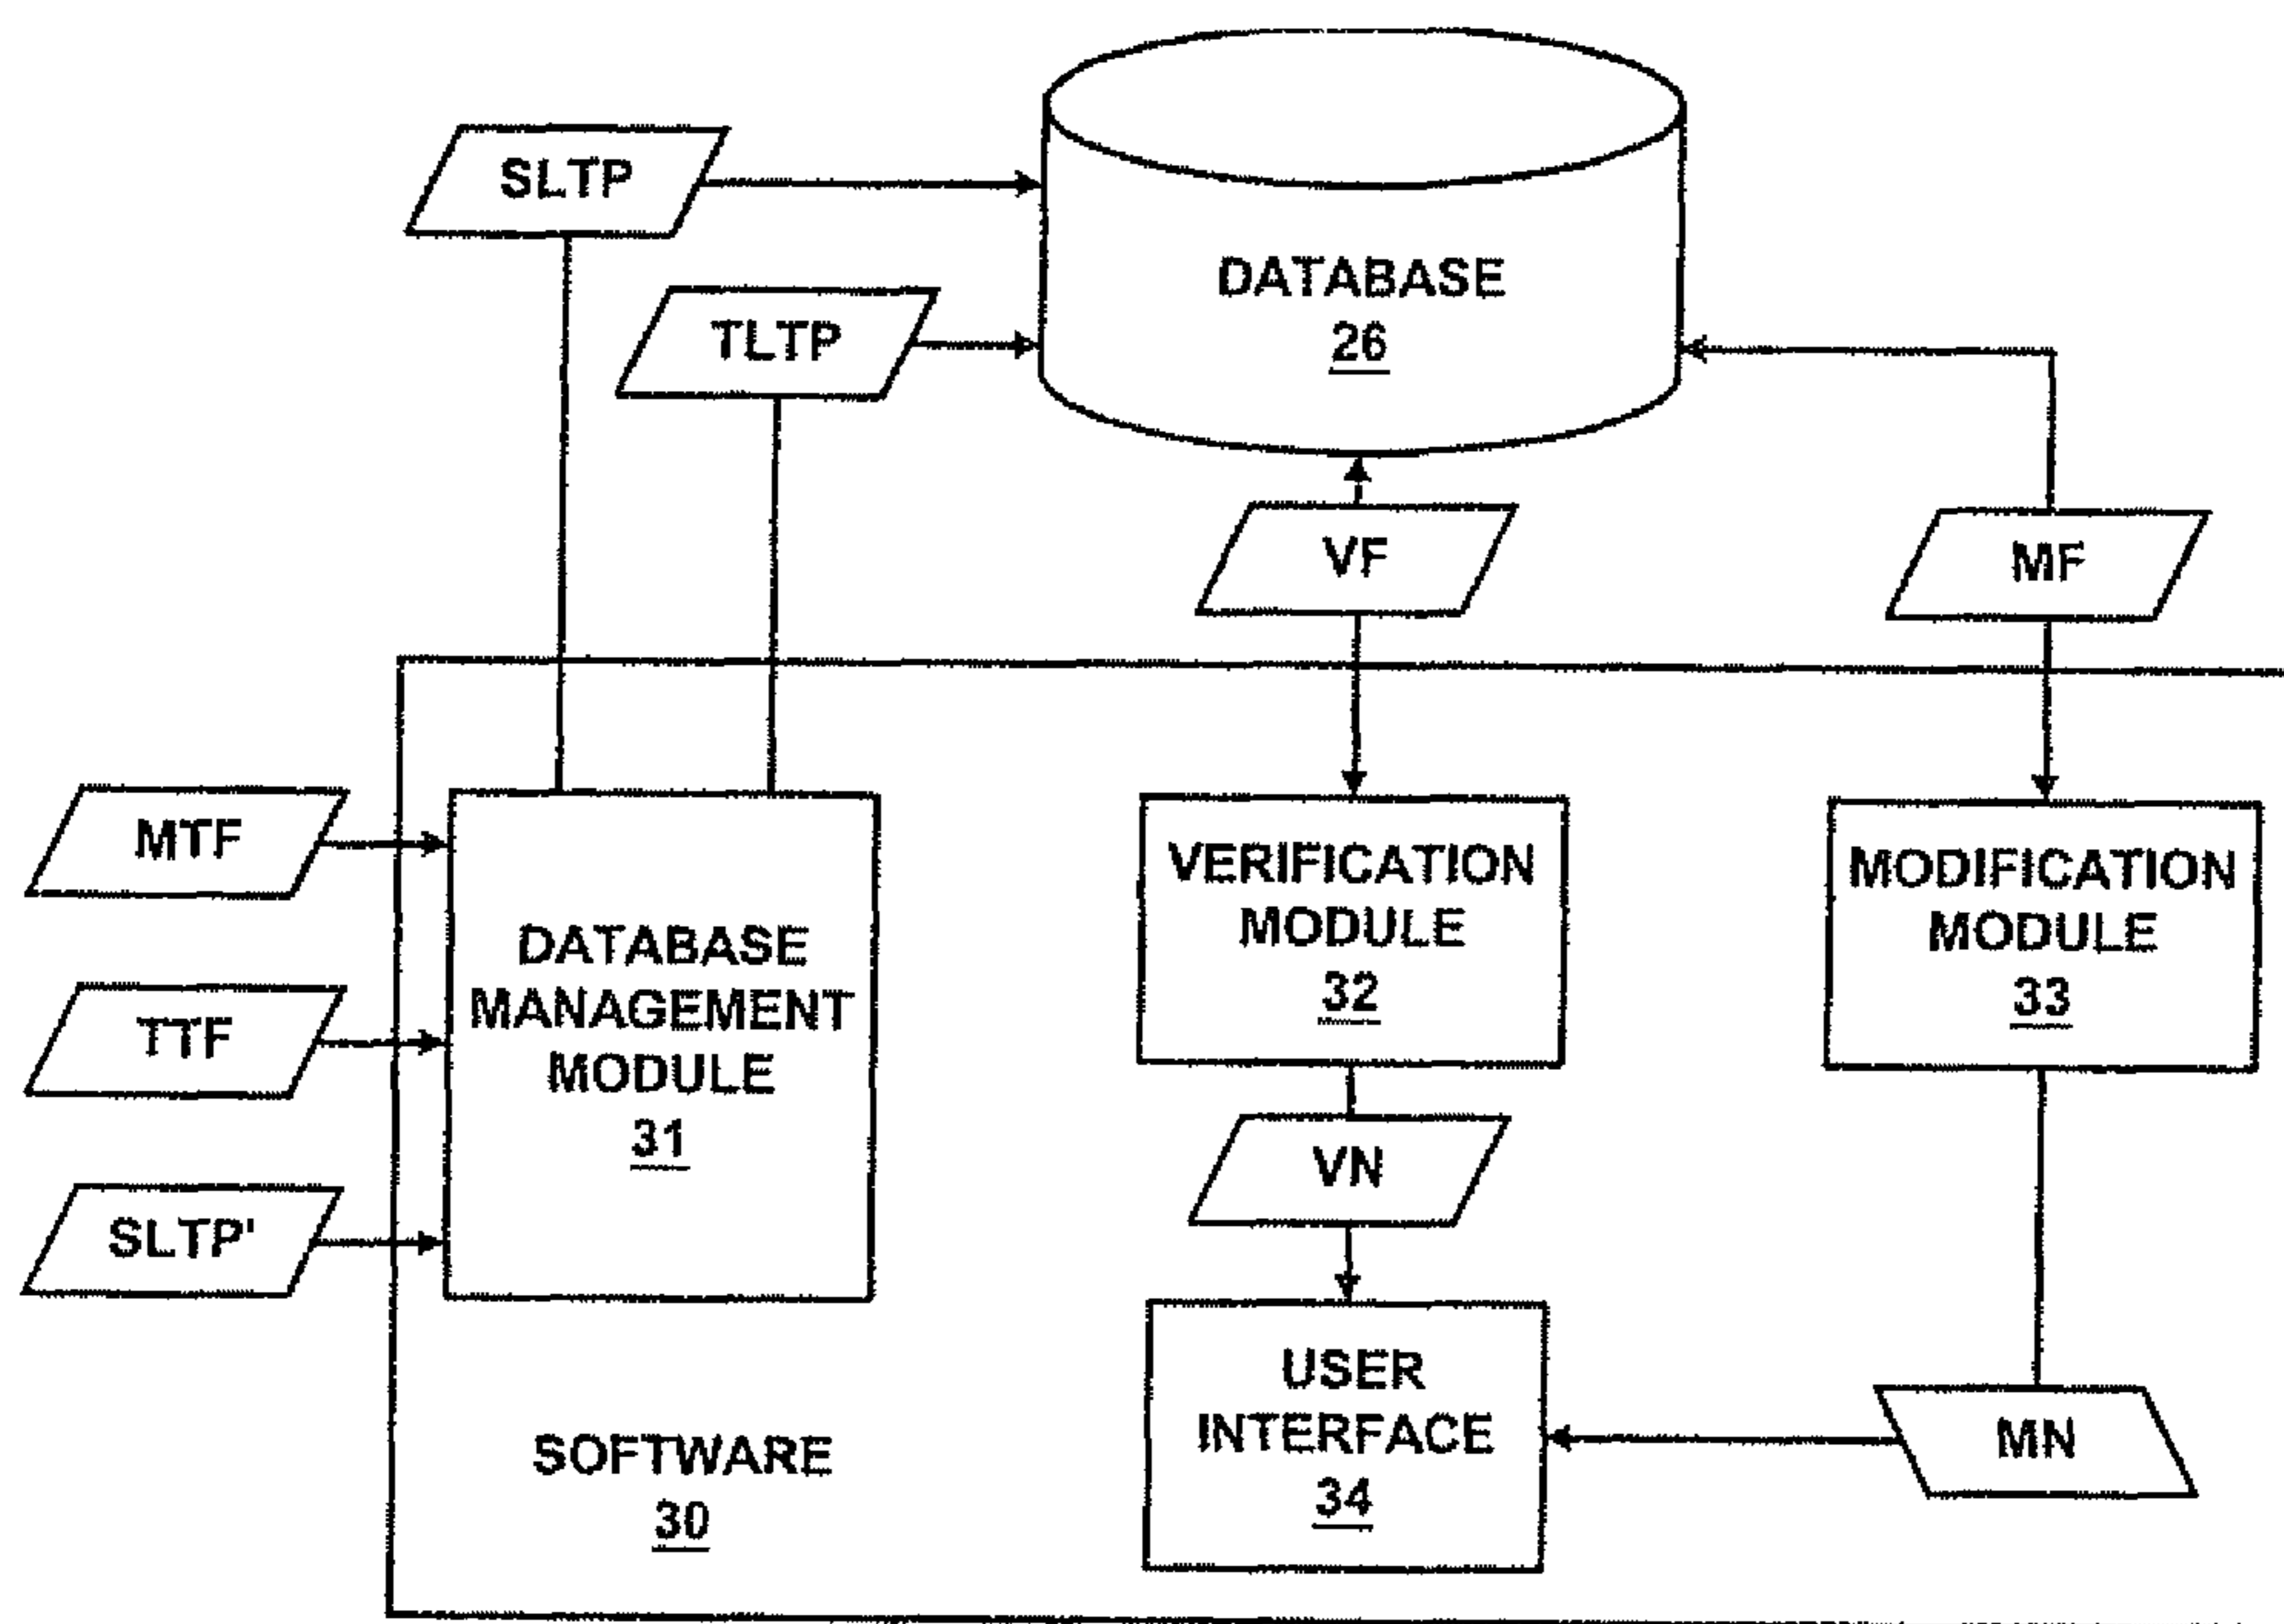 SLTP
DATABASE
26
TLTP
VF
MF
MTF
TTF
SLTP'
DATABASE
MANAGEMENT
MODULE
31
VERIFICATION
MODULE
32
MODIFICATION
MODULE
33
VN
USER
INTERFACE
34
MN
SOFTWARE
30